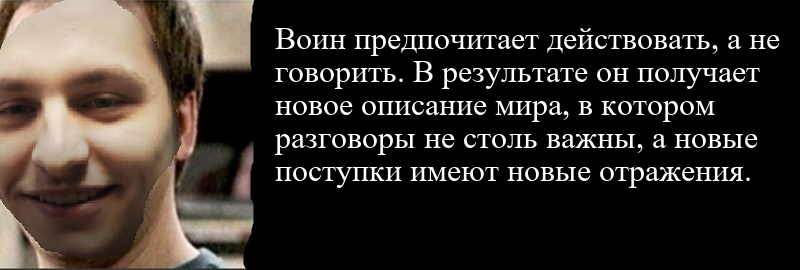 Воин предпочитает действовать, а не
говорить. В результате он получает
новое описание мира, в котором
разговоры не столь важны, а новые
поступки имеют новые отражения.